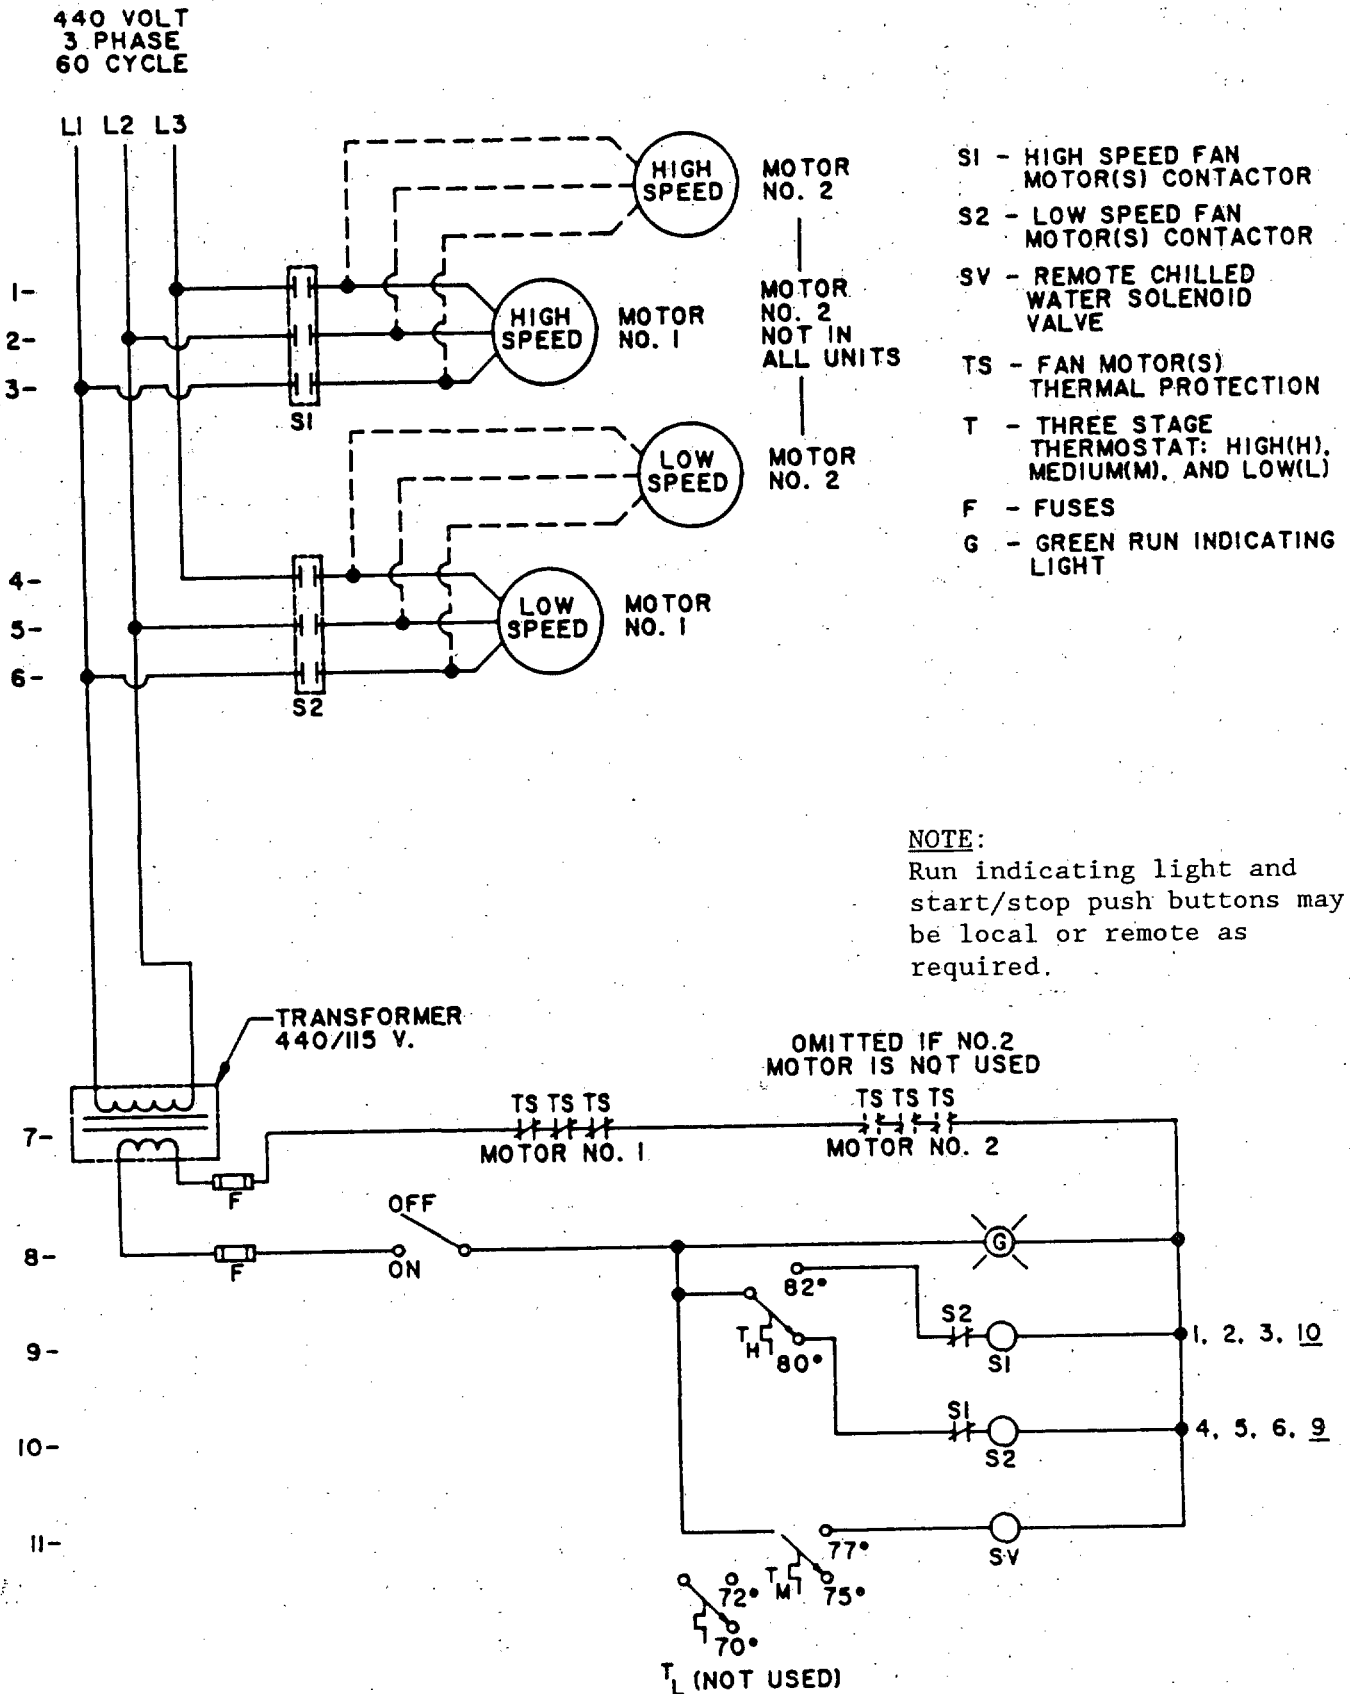 440 VOLT
3 PHASE
60 CYCLE
L1 L2 L3
HIGH
SPEED
MOTOR
NO. 2
1-
2-
3-
S1
HIGH
SPEED
MOTOR
NO. 1
MOTOR
NO. 2
NOT IN
ALL UNITS
LOW
SPEED
MOTOR
NO. 2
4-
5-
6-
S2
LOW
SPEED
MOTOR
NO. 1
S1 - HIGH SPEED FAN
MOTOR(S) CONTACTOR
S2 - LOW SPEED FAN
MOTOR(S) CONTACTOR
SV - REMOTE CHILLED
WATER SOLENOID
VALVE
TS - FAN MOTOR(S)
THERMAL PROTECTION
T - THREE STAGE
THERMOSTAT: HIGH(H),
MEDIUM(M), AND LOW(L)
F - FUSES
G - GREEN RUN INDICATING
LIGHT
NOTE:
Run indicating light and
start/stop push buttons may
be local or remote as
required.
TRANSFORMER
440/115 V.
OMITTED IF NO.2
MOTOR IS NOT USED
7-
TS TS TS
MOTOR NO. 1
TS TS TS
MOTOR NO. 2
F
OFF
8-
F
ON
G
82°
TH
80°
9-
S2
S1
1, 2, 3, 10
10-
S1
S2
4, 5, 6, 9
11-
77°
TM
75°
SV
72°
70°
TL (NOT USED)